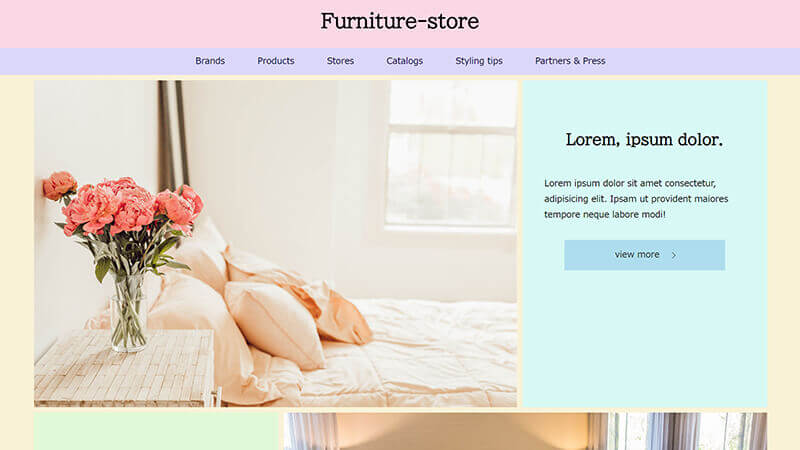 Furniture-store
Brands Products Stores Catalogs Styling tips Partners & Press
Lorem, ipsum dolor.
Lorem ipsum dolor sit amet consectetur,
adipisicing elit. Ipsam ut provident maiores
tempore neque labore modi!
view more